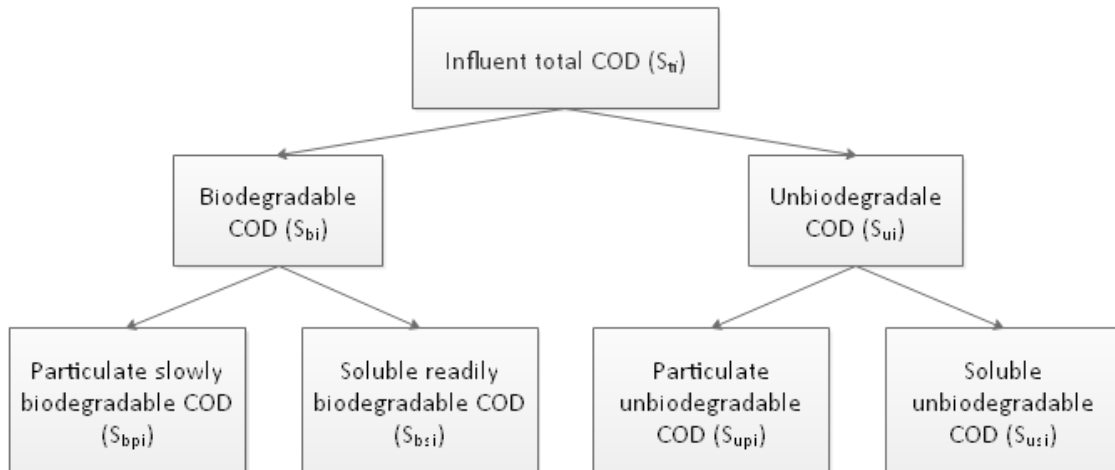 Influent total COD (Sti)
Biodegradable
COD (Sbi)
Unbiodegradale
COD (Sui)
Particulate slowly
biodegradable COD
(Sbpi)
Soluble readily
biodegradable COD
(Sbsi)
Particulate
unbiodegradable
COD (Supi)
Soluble
unbiodegradable
COD (Susi)